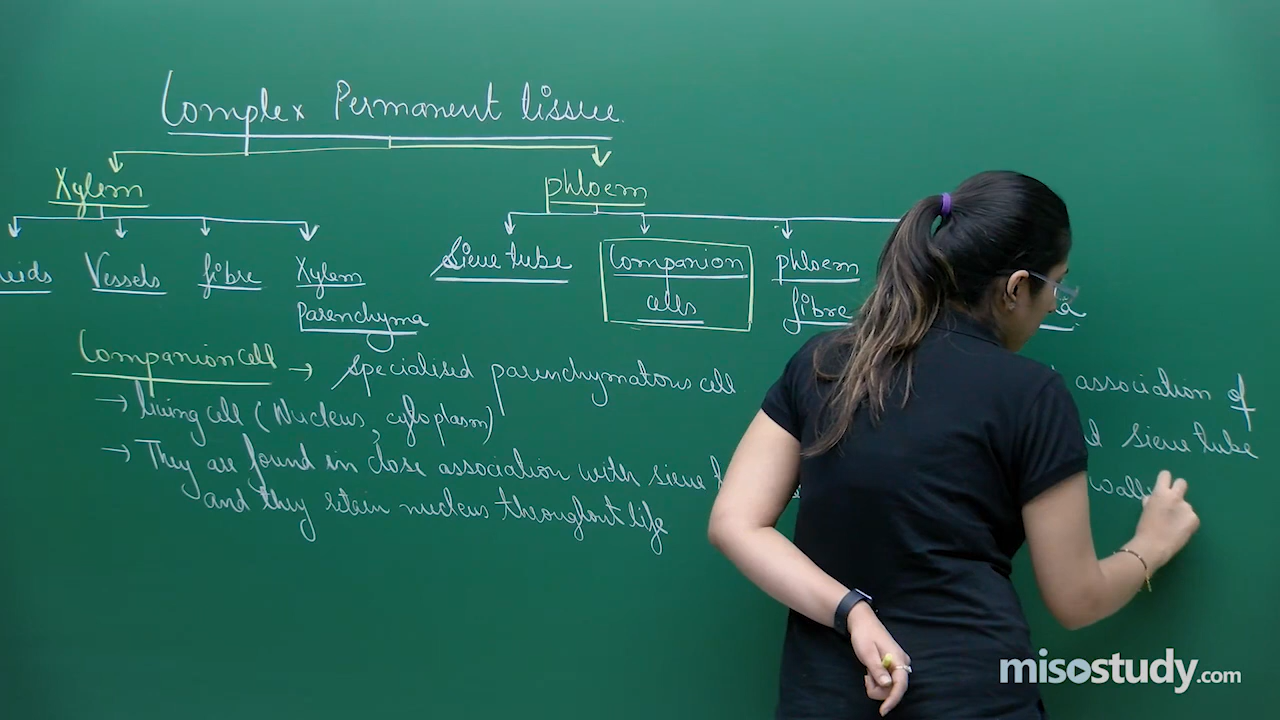 Complex Permanent tissue
Xylem
phloem
eids
Vessels
fibre
Xylem
Parenchyma
Sieve tube
Companion
cells
phloem
fibre
Companion cell → Specialised parenchymatous cell
→ living cell (Nucleus, cytoplasm)
→ They are found in close association with sieve
and they retain nucleus throughout life
association of
sieve tube
wall
misostudy.com